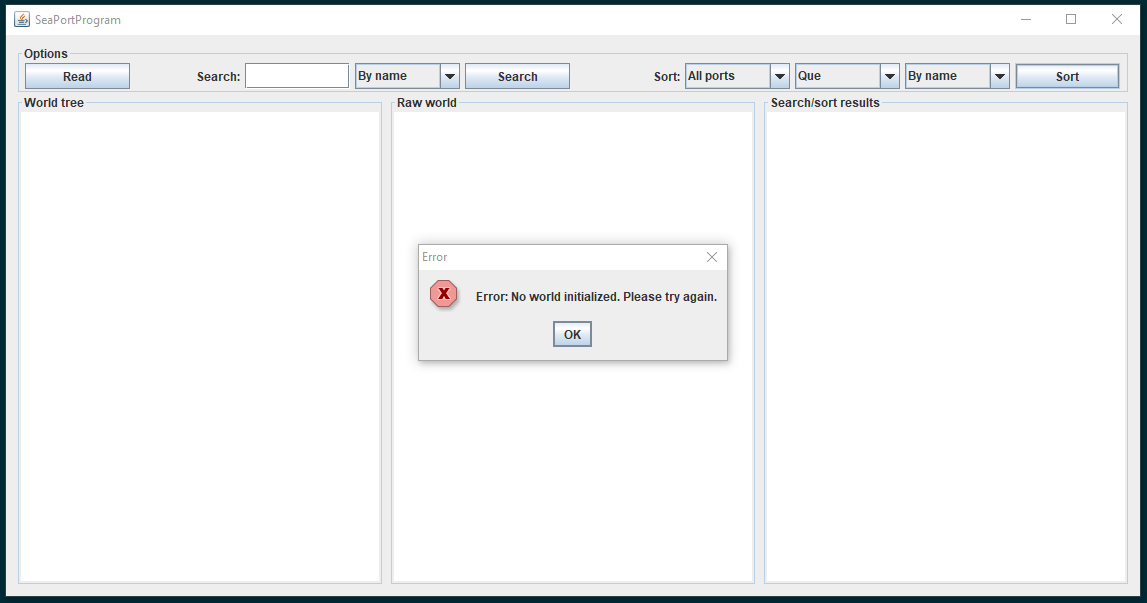 SeaPortProgram
Options
Read Search: By name Search Sort: All ports Que By name Sort
World tree Raw world Search/sort results
Error
Error: No world initialized. Please try again.
OK